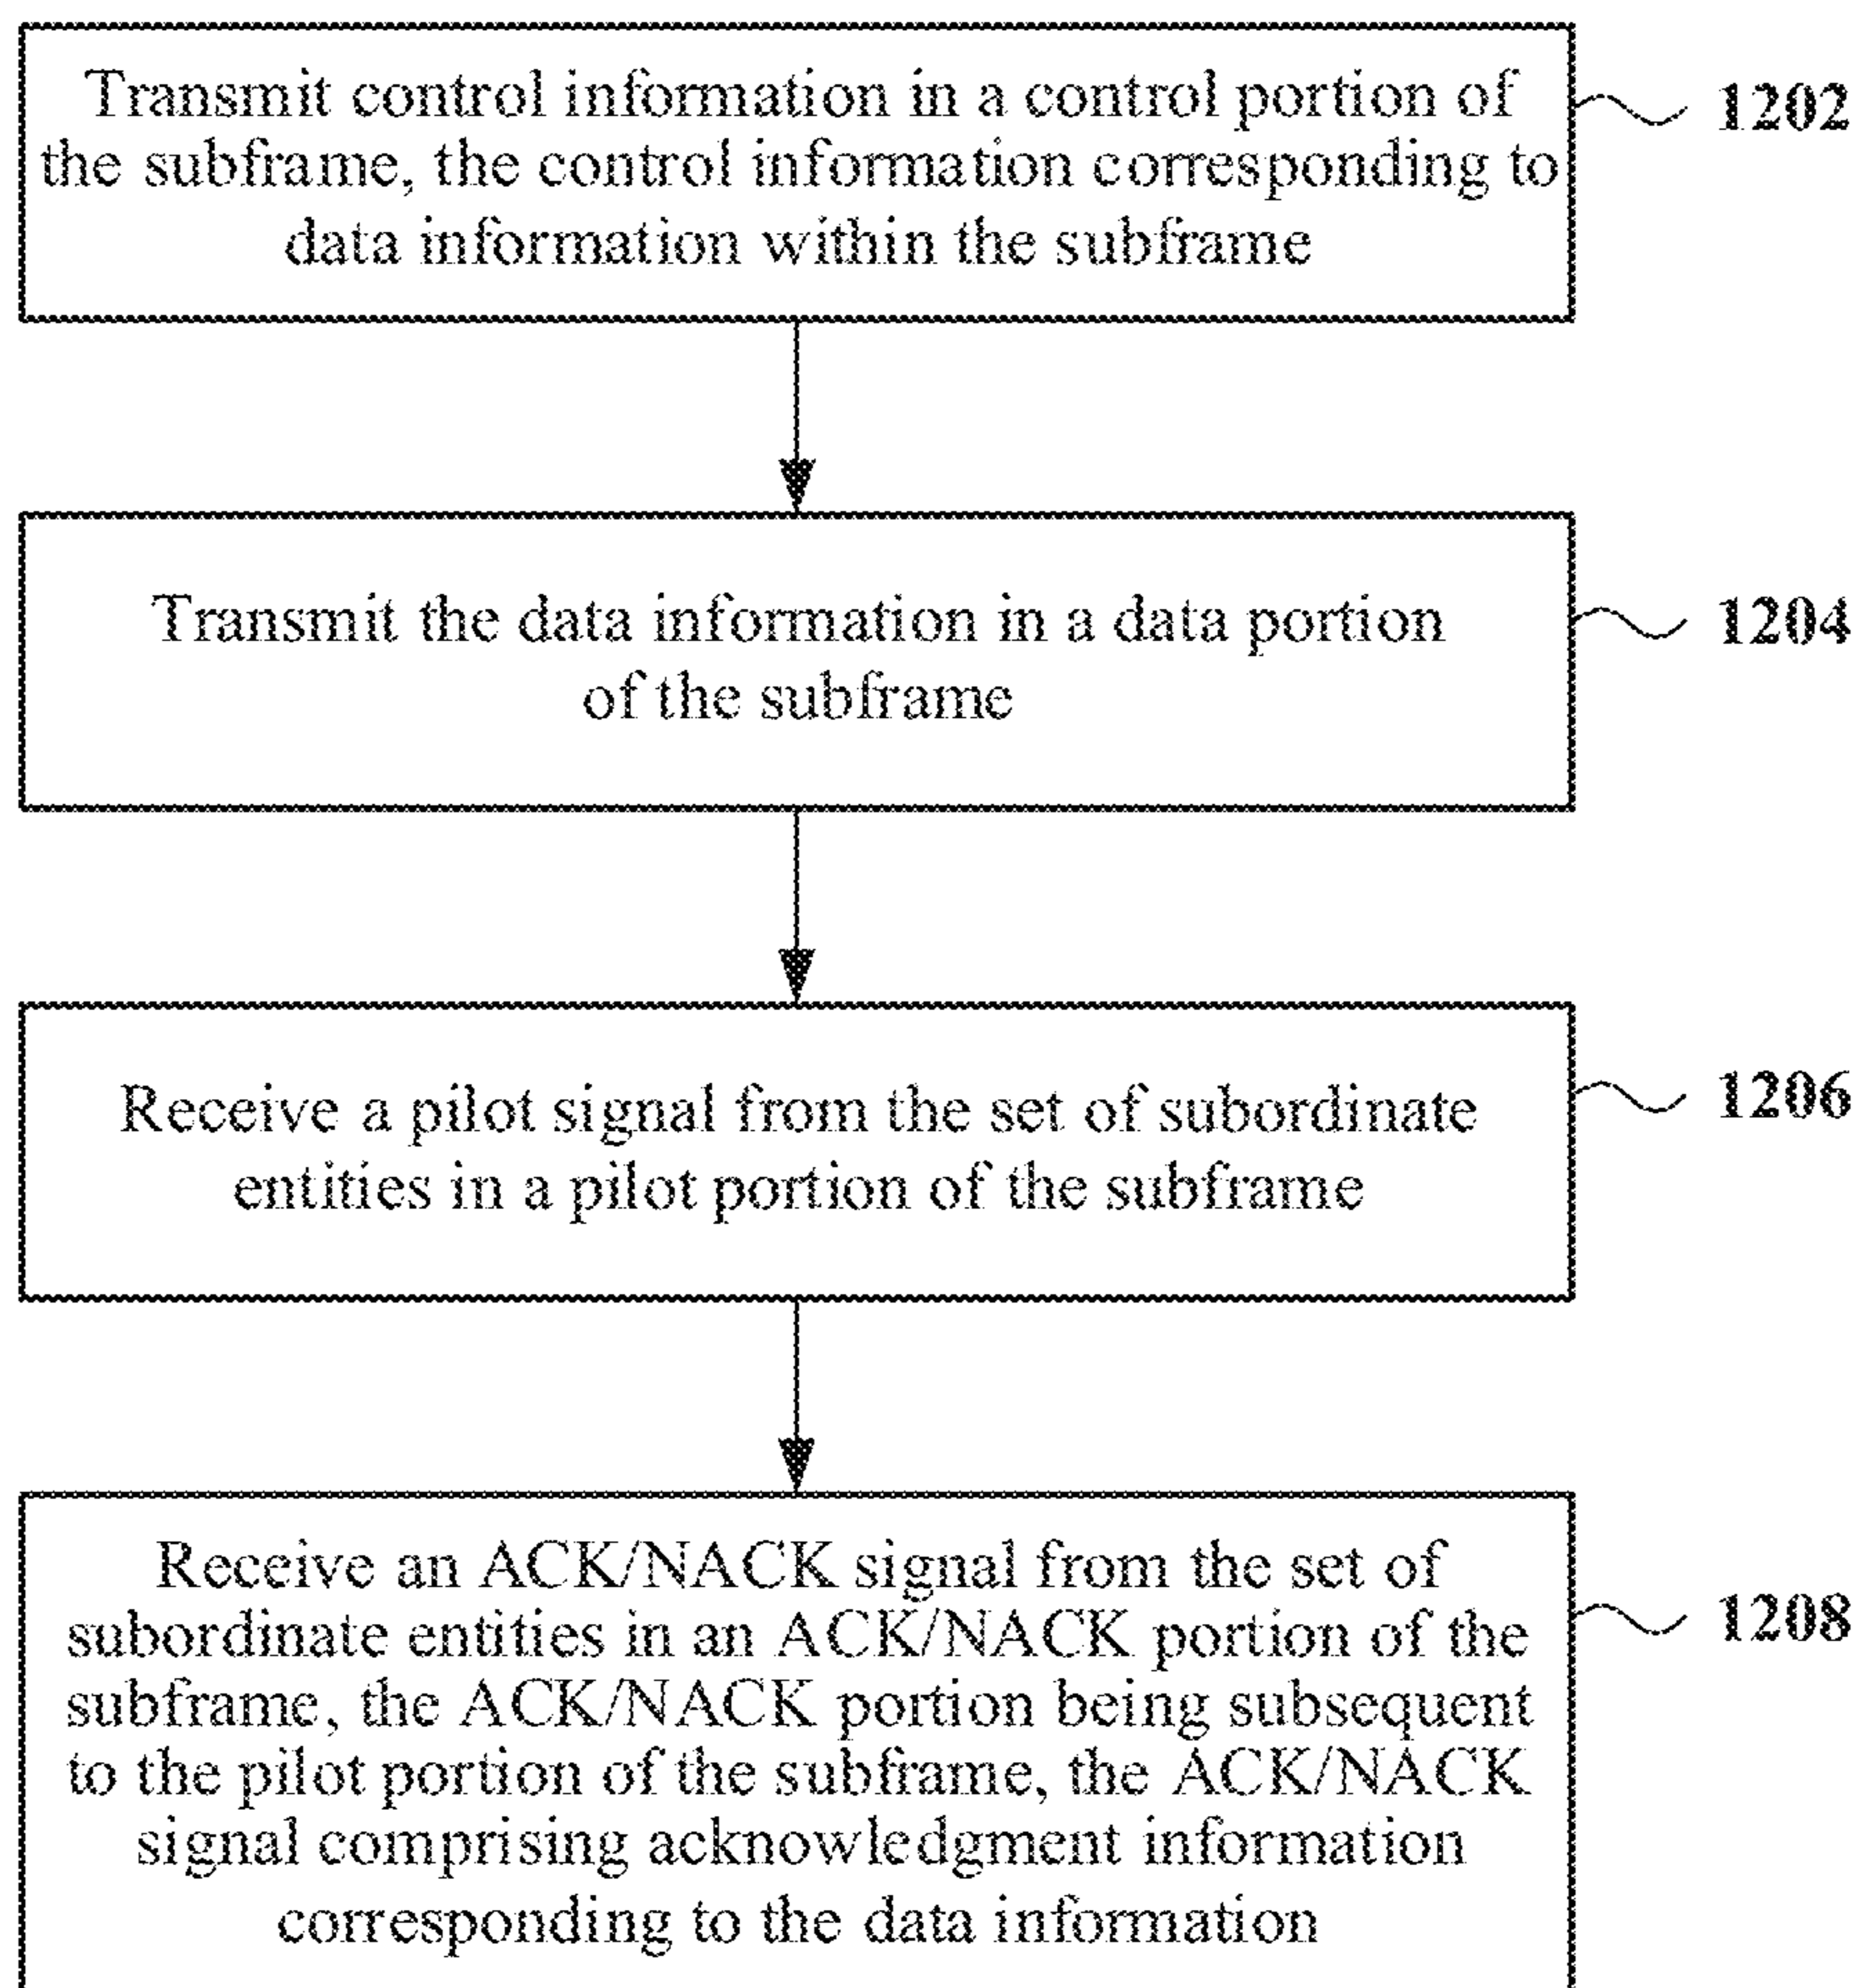 Transmit control information in a control portion of
the subframe, the control information corresponding to
data information within the subframe
1202
Transmit the data information in a data portion
of the subframe
1204
Receive a pilot signal from the set of subordinate
entities in a pilot portion of the subframe
1206
Receive an ACK/NACK signal from the set of
subordinate entities in an ACK/NACK portion of the
subframe, the ACK/NACK portion being subsequent
to the pilot portion of the subframe, the ACK/NACK
signal comprising acknowledgment information
corresponding to the data information
1208